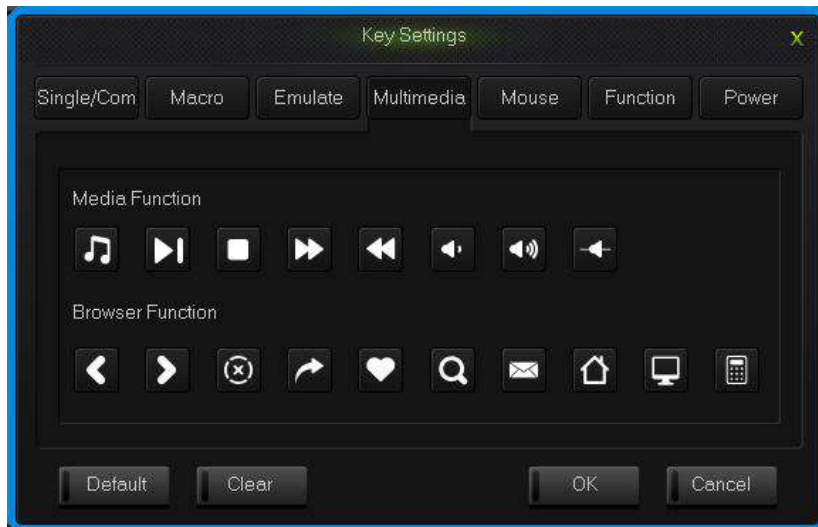 Key Settings
X
Single/Com Macro Emulate Multimedia Mouse Function Power
Media Function
Browser Function
Default Clear OK Cancel